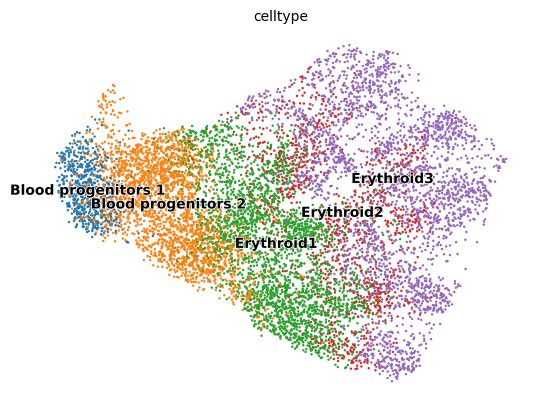 celltype
Erythroid3
Blood progenitors 1
Blood progenitors 2
Erythroid2
Erythroid1